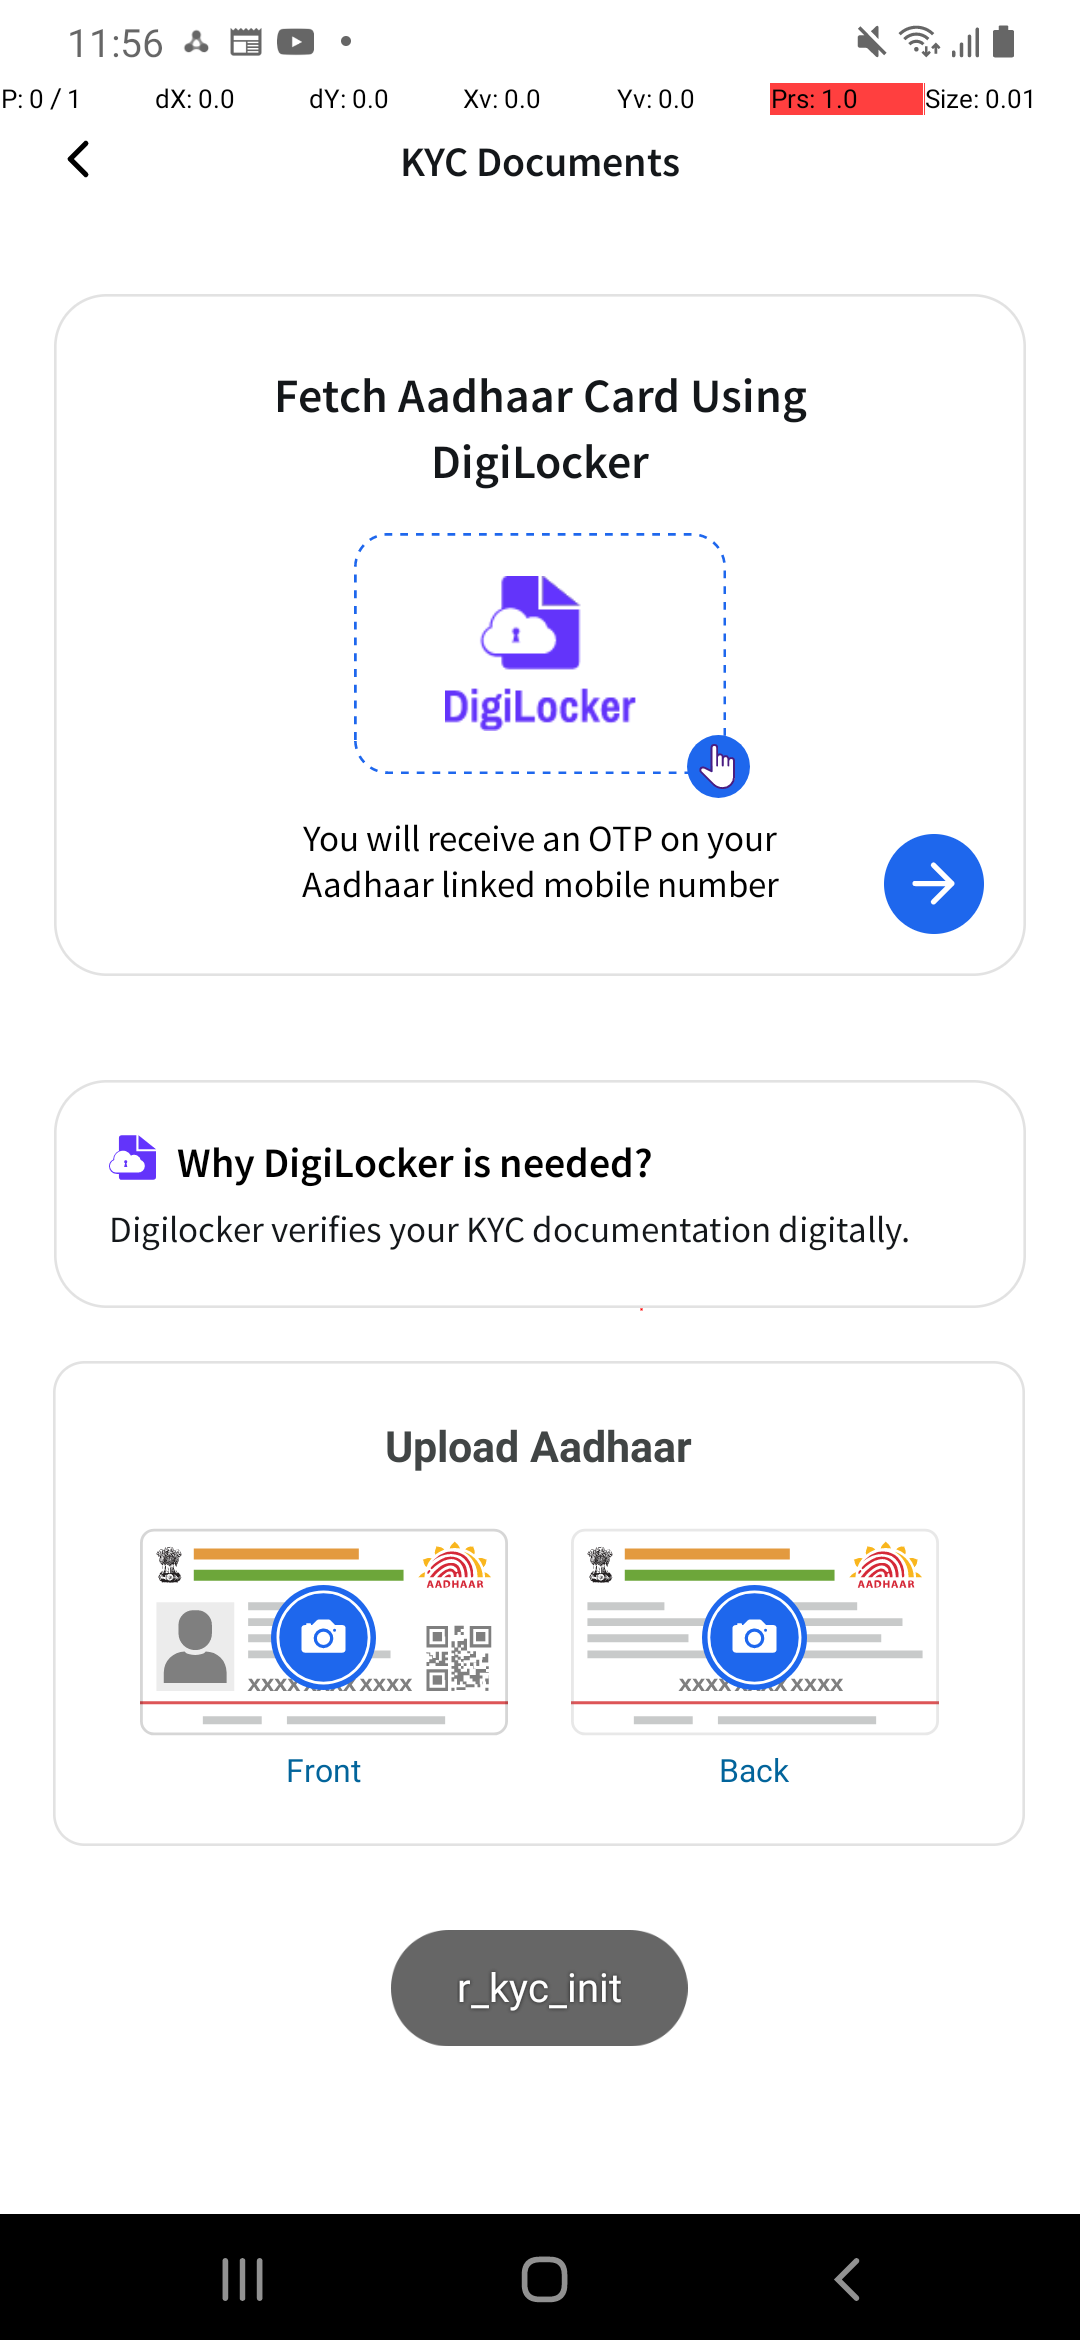 11:56
P: 0 / 1 dX: 0.0 dY: 0.0 Xv: 0.0 Yv: 0.0 Prs: 1.0 Size: 0.01
KYC Documents
Fetch Aadhaar Card Using
DigiLocker
DigiLocker
You will receive an OTP on your
Aadhaar linked mobile number
Why DigiLocker is needed?
Digilocker verifies your KYC documentation digitally.
Upload Aadhaar
AADHAAR
XXXX XXXX XXXX
Front
AADHAAR
XXXX XXXX XXXX
Back
r_kyc_init